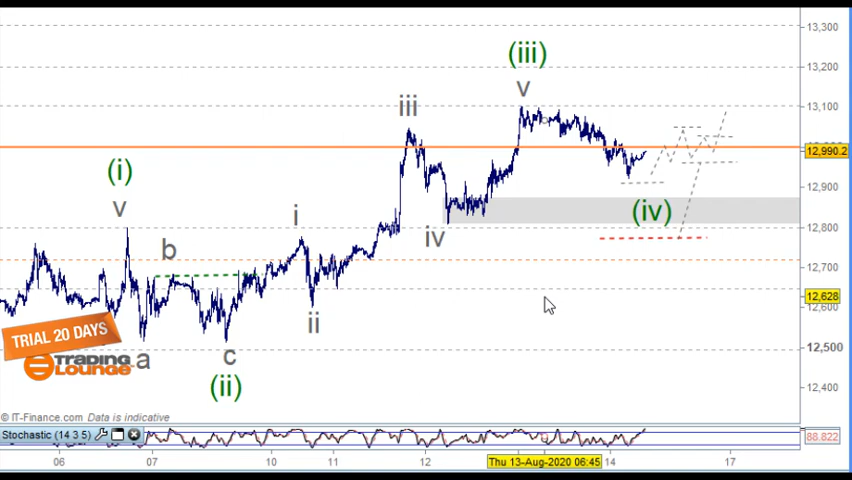 13,300
13,200
(iii)
v
iii
13,100
12,990.2
(i)
v
12,900
(iv)
i
12,800
iv
b
12,700
12,628
12,600
ii
TRIAL 20 DAYS
TRADING
LOUNGE
a
c
12,500
(ii)
12,400
© IT-Finance.com Data is indicative
Stochastic (14 3 5)
88.822
06
07
10
11
12
Thu 13-Aug-2020 06:45
14
17